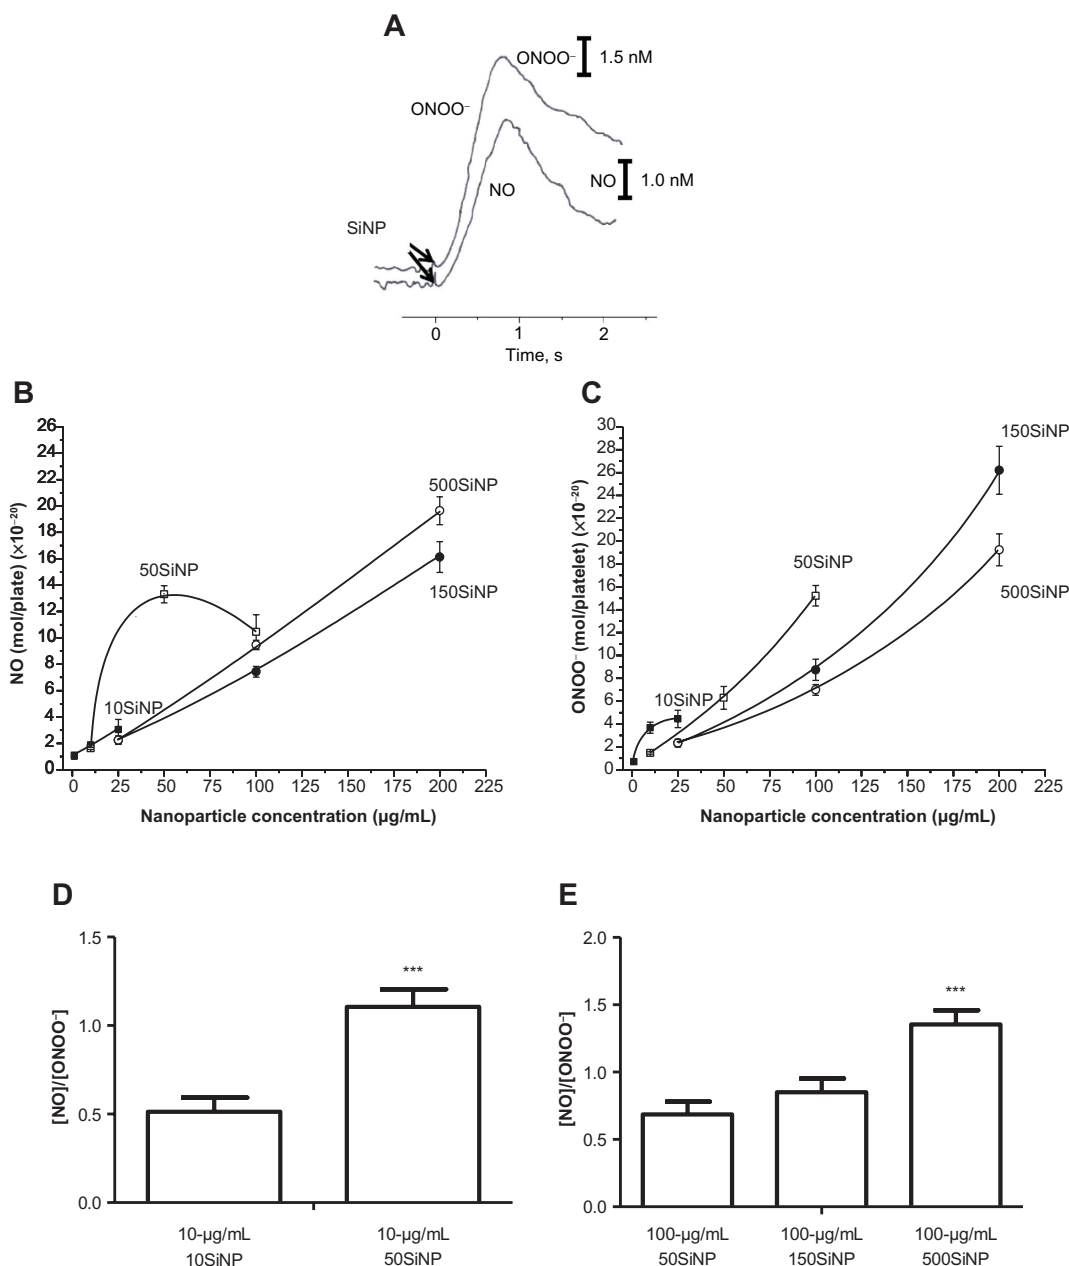 A
ONOO⁻ 1.5 nM
ONOO⁻
NO 1.0 nM
NO
SiNP
0 1 2
Time, s
B
NO (mol/plate) (×10⁻²⁰)
26
24
22
20
18
16
14
12
10
8
6
4
2
0
500SiNP
150SiNP
50SiNP
10SiNP
0 25 50 75 100 125 150 175 200 225
Nanoparticle concentration (µg/mL)
C
ONOO⁻ (mol/platelet) (×10⁻²⁰)
30
28
26
24
22
20
18
16
14
12
10
8
6
4
2
0
150SiNP
50SiNP
500SiNP
10SiNP
0 25 50 75 100 125 150 175 200 225
Nanoparticle concentration (µg/mL)
D
[NO]/[ONOO⁻]
1.5
1.0
0.5
0.0
***
10-µg/mL
10SiNP
10-µg/mL
50SiNP
E
[NO]/[ONOO⁻]
2.0
1.5
1.0
0.5
0.0
***
100-µg/mL
50SiNP
100-µg/mL
150SiNP
100-µg/mL
500SiNP